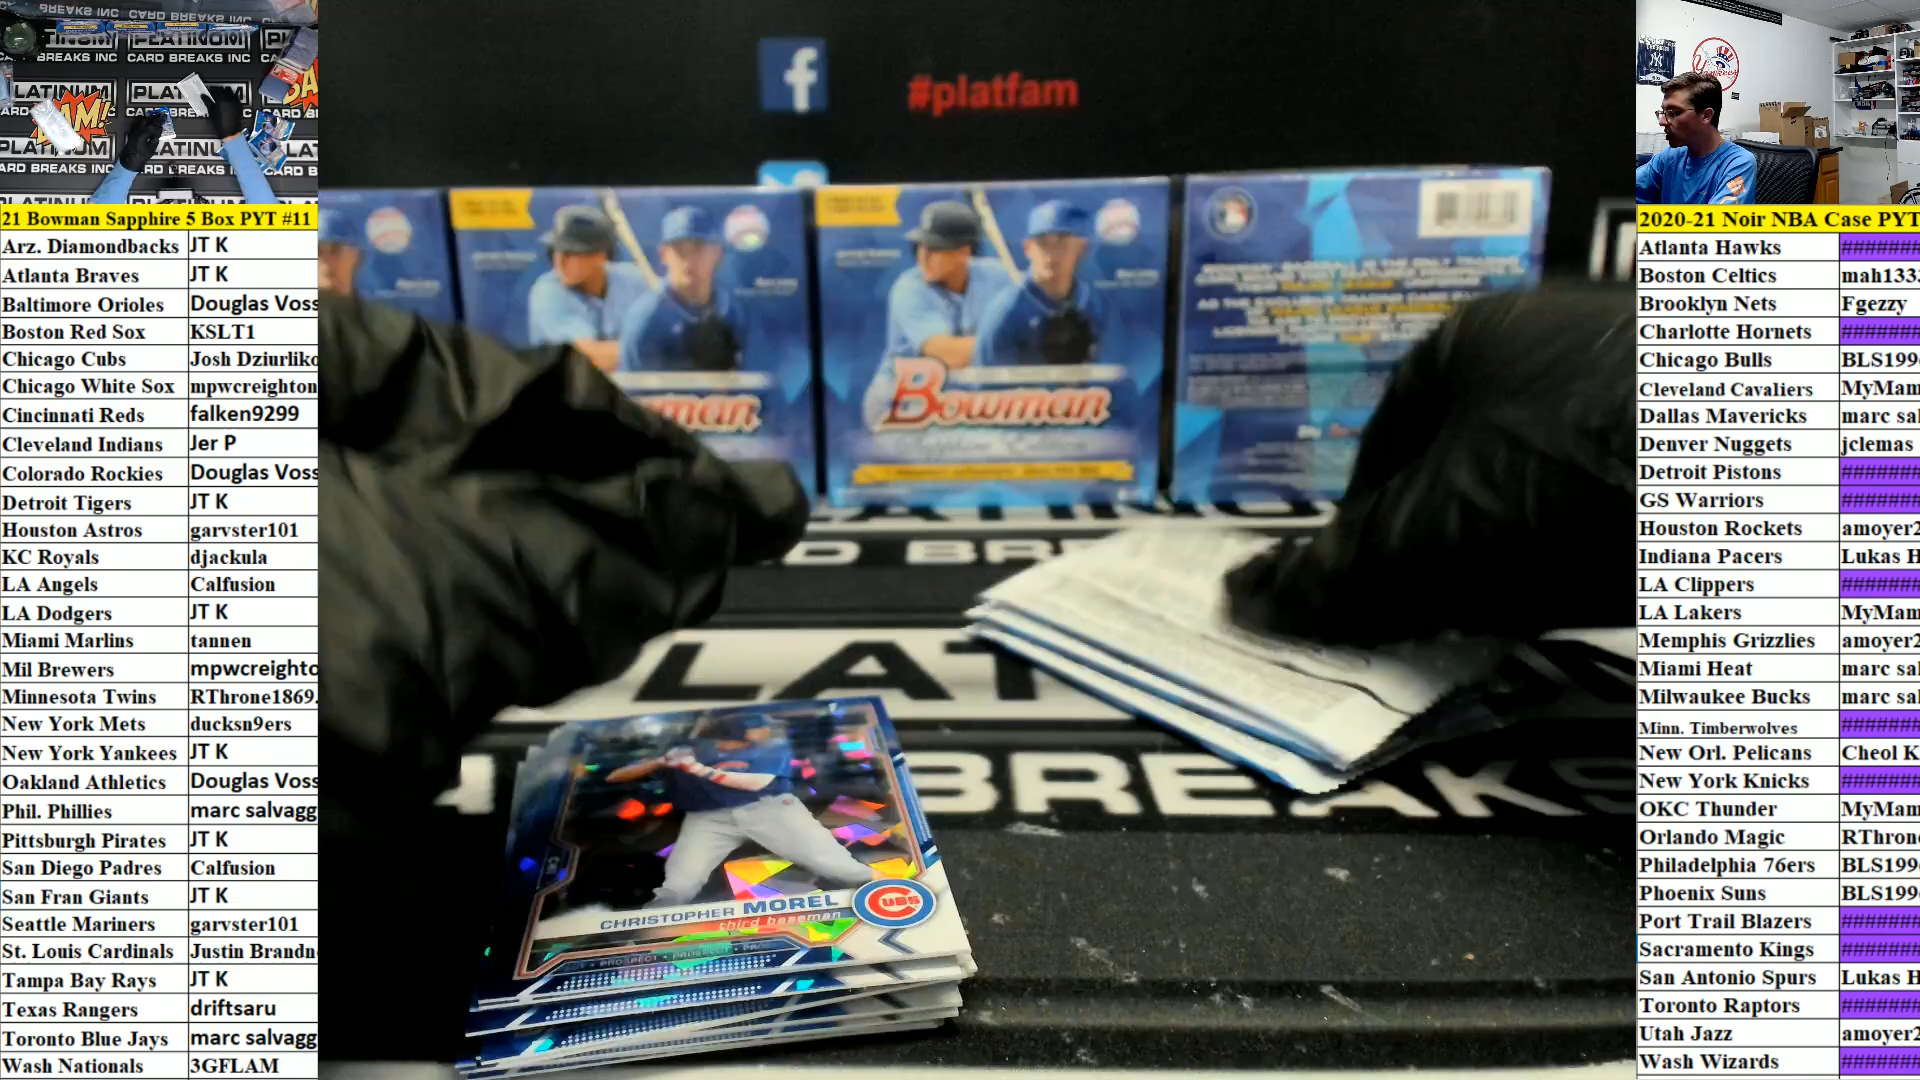 #platfam
21 Bowman Sapphire 5 Box PYT #11
Arz. Diamondbacks JT K
Atlanta Braves JT K
Baltimore Orioles Douglas Voss
Boston Red Sox KSLT1
Chicago Cubs Josh Dziurliko
Chicago White Sox mpwcreighton
Cincinnati Reds falken9299
Cleveland Indians Jer P
Colorado Rockies Douglas Voss
Detroit Tigers JT K
Houston Astros garvster101
KC Royals djackula
LA Angels Calfusion
LA Dodgers JT K
Miami Marlins tannen
Mil Brewers mpwcreighto
Minnesota Twins RThrone1869.
New York Mets ducksn9ers
New York Yankees JT K
Oakland Athletics Douglas Voss
Phil. Phillies marc salvagg
Pittsburgh Pirates JT K
San Diego Padres Calfusion
San Fran Giants JT K
Seattle Mariners garvster101
St. Louis Cardinals Justin Brandn
Tampa Bay Rays JT K
Texas Rangers driftsaru
Toronto Blue Jays marc salvagg
Wash Nationals 3GFLAM
PLATINUM
CARD BREAKS INC
BAM!
Bowman
BREAKS
CHRISTOPHER MOREL
third baseman
CUBS
PROSPECT
Yankees
2020-21 Noir NBA Case PYT
Atlanta Hawks #######
Boston Celtics mah133
Brooklyn Nets Fgezzy
Charlotte Hornets #######
Chicago Bulls BLS199
Cleveland Cavaliers MyMam
Dallas Mavericks marc sal
Denver Nuggets jclemas
Detroit Pistons #######
GS Warriors #######
Houston Rockets amoyer2
Indiana Pacers Lukas H
LA Clippers #######
LA Lakers MyMam
Memphis Grizzlies amoyer2
Miami Heat marc sal
Milwaukee Bucks marc sal
Minn. Timberwolves #######
New Orl. Pelicans Cheol K
New York Knicks #######
OKC Thunder MyMam
Orlando Magic RThron
Philadelphia 76ers BLS199
Phoenix Suns BLS199
Port Trail Blazers #######
Sacramento Kings #######
San Antonio Spurs Lukas H
Toronto Raptors #######
Utah Jazz amoyer2
Wash Wizards #######